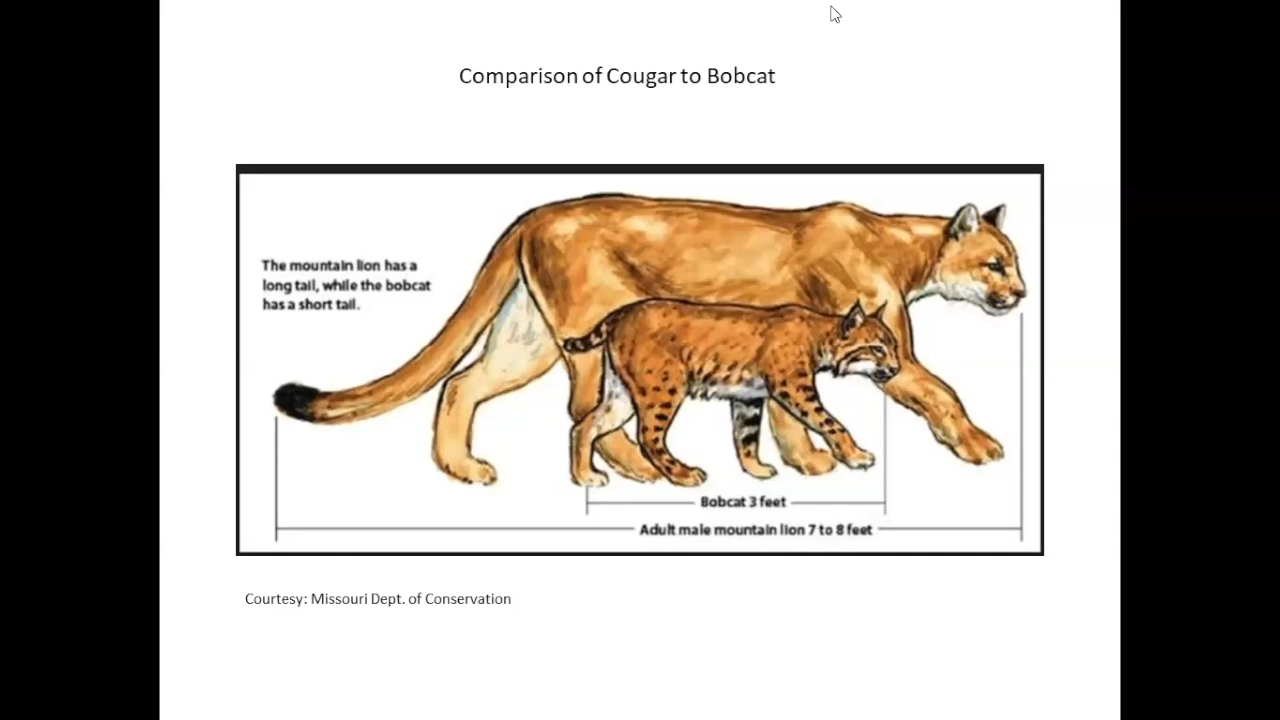 Comparison of Cougar to Bobcat
The mountain lion has a
long tail, while the bobcat
has a short tail.
Bobcat 3 feet
Adult male mountain lion 7 to 8 feet
Courtesy: Missouri Dept. of Conservation